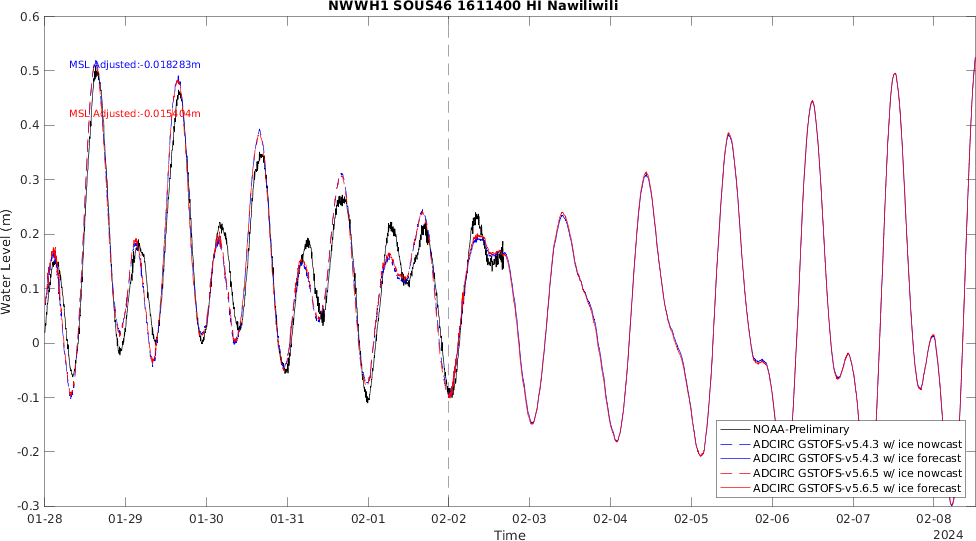 NWWH1 SOUS46 1611400 HI Nawiliwili
0.6
0.5
0.4
0.3
0.2
0.1
0
-0.1
-0.2
-0.3
Water Level (m)
MSL Adjusted:-0.018283m
MSL Adjusted:-0.015404m
NOAA-Preliminary
ADCIRC GSTOFS-v5.4.3 w/ ice nowcast
ADCIRC GSTOFS-v5.4.3 w/ ice forecast
ADCIRC GSTOFS-v5.6.5 w/ ice nowcast
ADCIRC GSTOFS-v5.6.5 w/ ice forecast
01-28 01-29 01-30 01-31 02-01 02-02 02-03 02-04 02-05 02-06 02-07 02-08
Time
2024